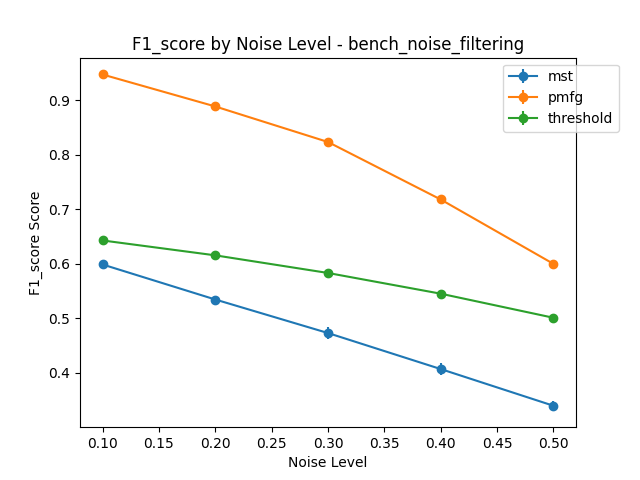 F1_score by Noise Level - bench_noise_filtering
mst
pmfg
threshold
F1_score Score
0.9
0.8
0.7
0.6
0.5
0.4
0.10 0.15 0.20 0.25 0.30 0.35 0.40 0.45 0.50
Noise Level